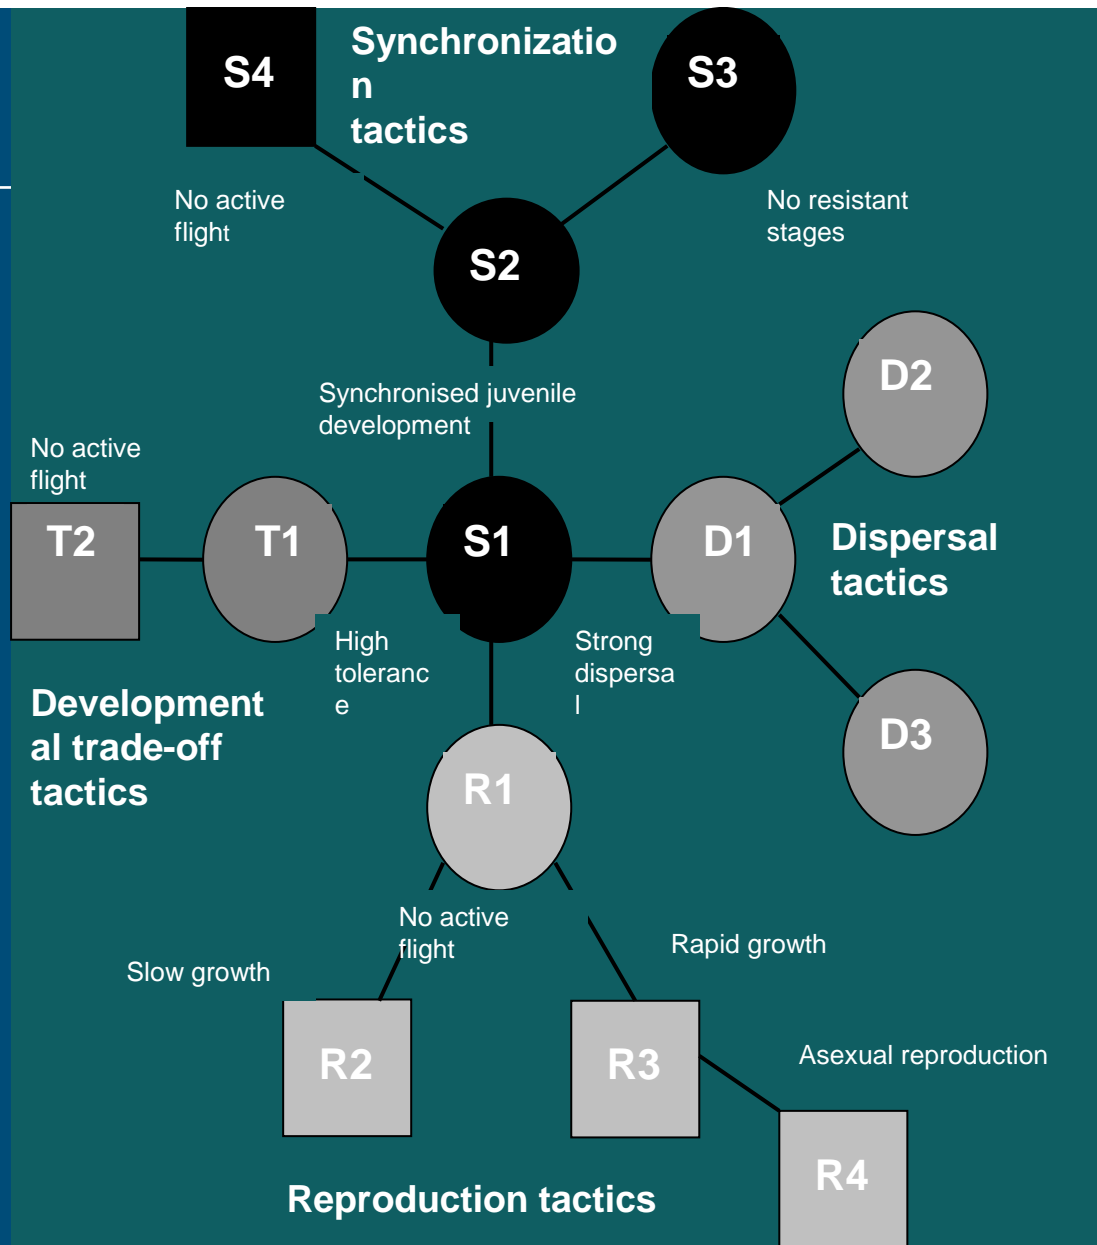 S4
Synchronizatio
n
tactics
S3
No active
flight
No resistant
stages
S2
D2
Synchronised juvenile
development
No active
flight
T2
T1
S1
D1
Dispersal
tactics
High
toleranc
e
Strong
dispersa
l
Development
al trade-off
tactics
D3
R1
No active
flight
Rapid growth
Slow growth
R2
R3
Asexual reproduction
R4
Reproduction tactics